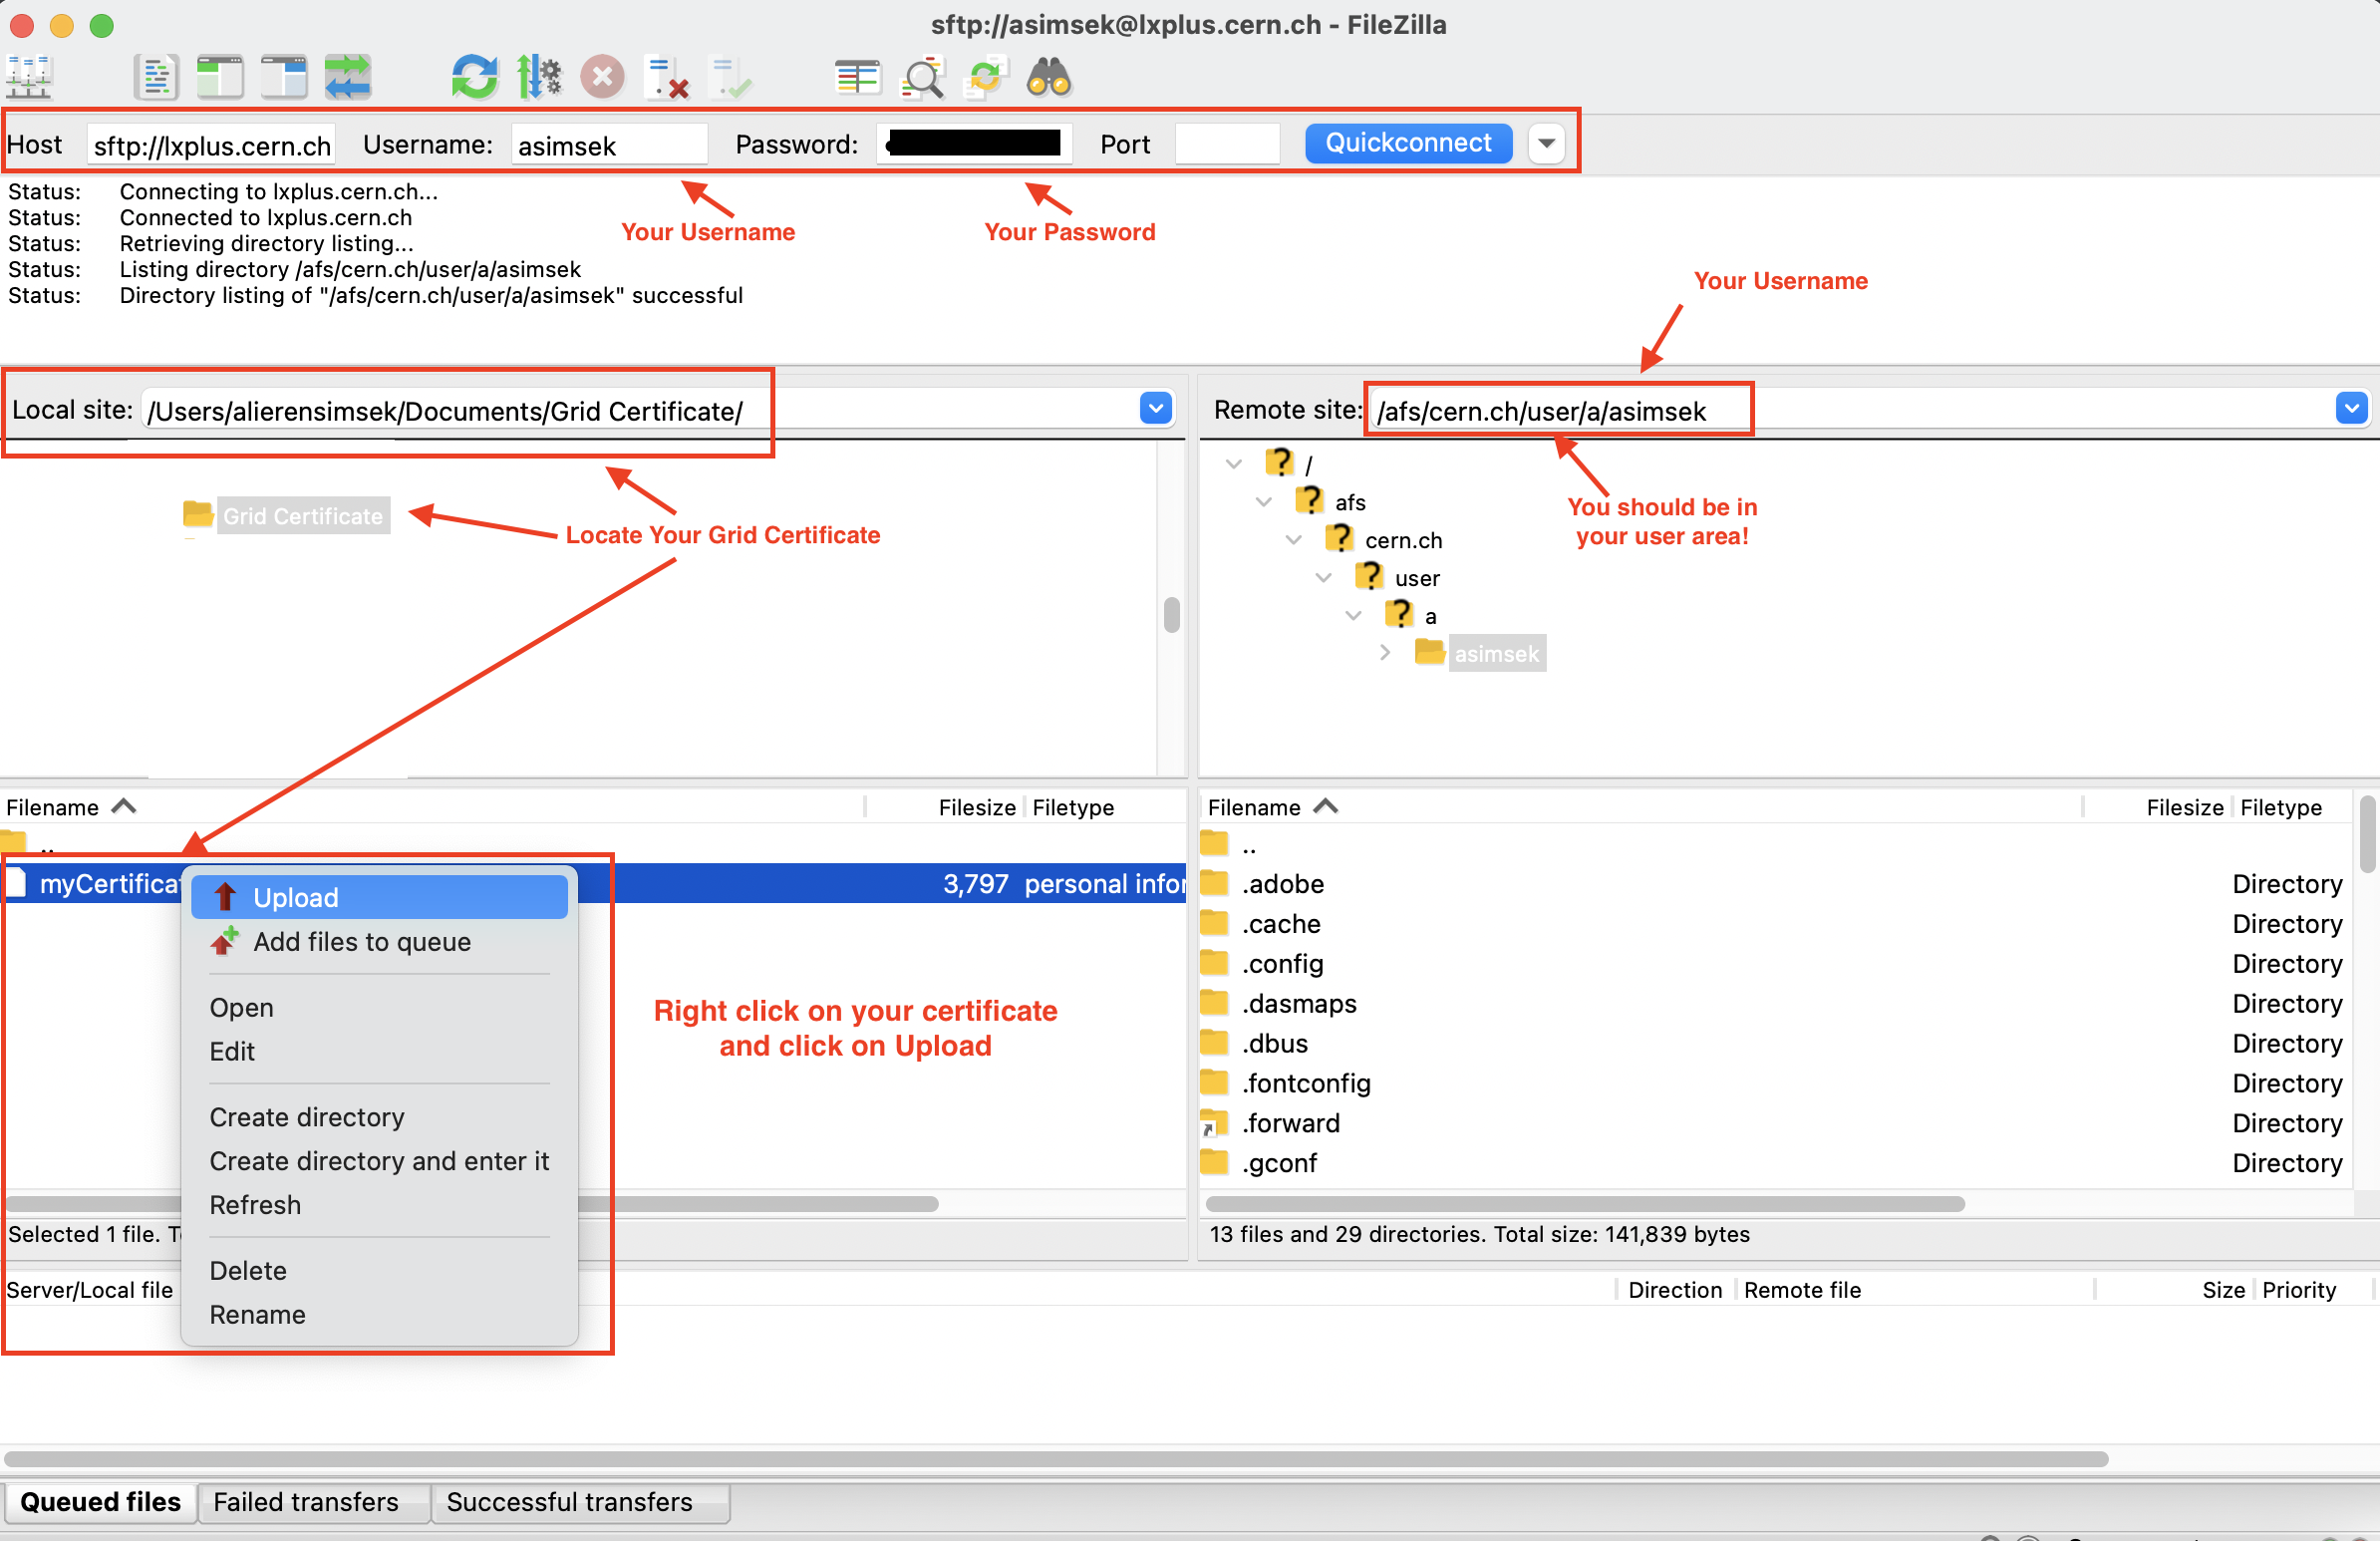 sftp://asimsek@lxplus.cern.ch - FileZilla
Host sftp://lxplus.cern.ch Username: asimsek Password: Port Quickconnect
Status: Connecting to lxplus.cern.ch...
Status: Connected to lxplus.cern.ch
Status: Retrieving directory listing...
Status: Listing directory /afs/cern.ch/user/a/asimsek
Status: Directory listing of "/afs/cern.ch/user/a/asimsek" successful
Your Username
Your Password
Your Username
Local site: /Users/alierensimsek/Documents/Grid Certificate/
Grid Certificate
Locate Your Grid Certificate
Remote site: /afs/cern.ch/user/a/asimsek
You should be in
your user area!
/
afs
cern.ch
user
a
asimsek
Filename Filesize Filetype
..
myCertifica 3,797 personal infor
Upload
Add files to queue
Open
Edit
Create directory
Create directory and enter it
Refresh
Delete
Rename
Right click on your certificate
and click on Upload
Selected 1 file.
Filename Filesize Filetype
..
.adobe Directory
.cache Directory
.config Directory
.dasmaps Directory
.dbus Directory
.fontconfig Directory
.forward Directory
.gconf Directory
13 files and 29 directories. Total size: 141,839 bytes
Server/Local file Direction Remote file Size Priority
Queued files Failed transfers Successful transfers